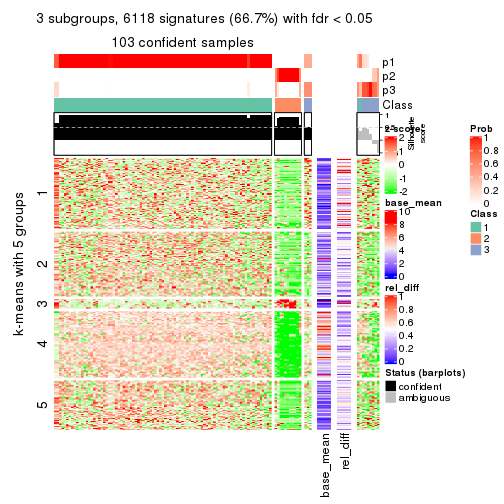 3 subgroups, 6118 signatures (66.7%) with fdr < 0.05
103 confident samples
p1
p2
p3
Class
1
0
Silhouette
score
k-means with 5 groups
1
2
3
4
5
base_mean
rel_diff
z-score
2
1
0
-1
-2
base_mean
10
8
6
4
2
0
rel_diff
1
0.8
0.6
0.4
0.2
0
Status (barplots)
confident
ambiguous
Prob
1
0.8
0.6
0.4
0.2
0
Class
1
2
3